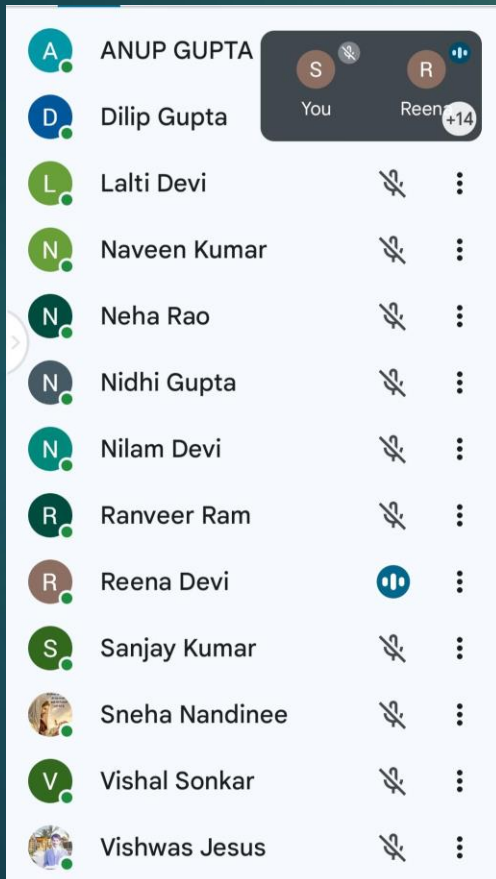 A ANUP GUPTA
S R
You Reena +14
D Dilip Gupta
L Lalti Devi
N Naveen Kumar
N Neha Rao
N Nidhi Gupta
N Nilam Devi
R Ranveer Ram
R Reena Devi
S Sanjay Kumar
Sneha Nandinee
V Vishal Sonkar
Vishwas Jesus